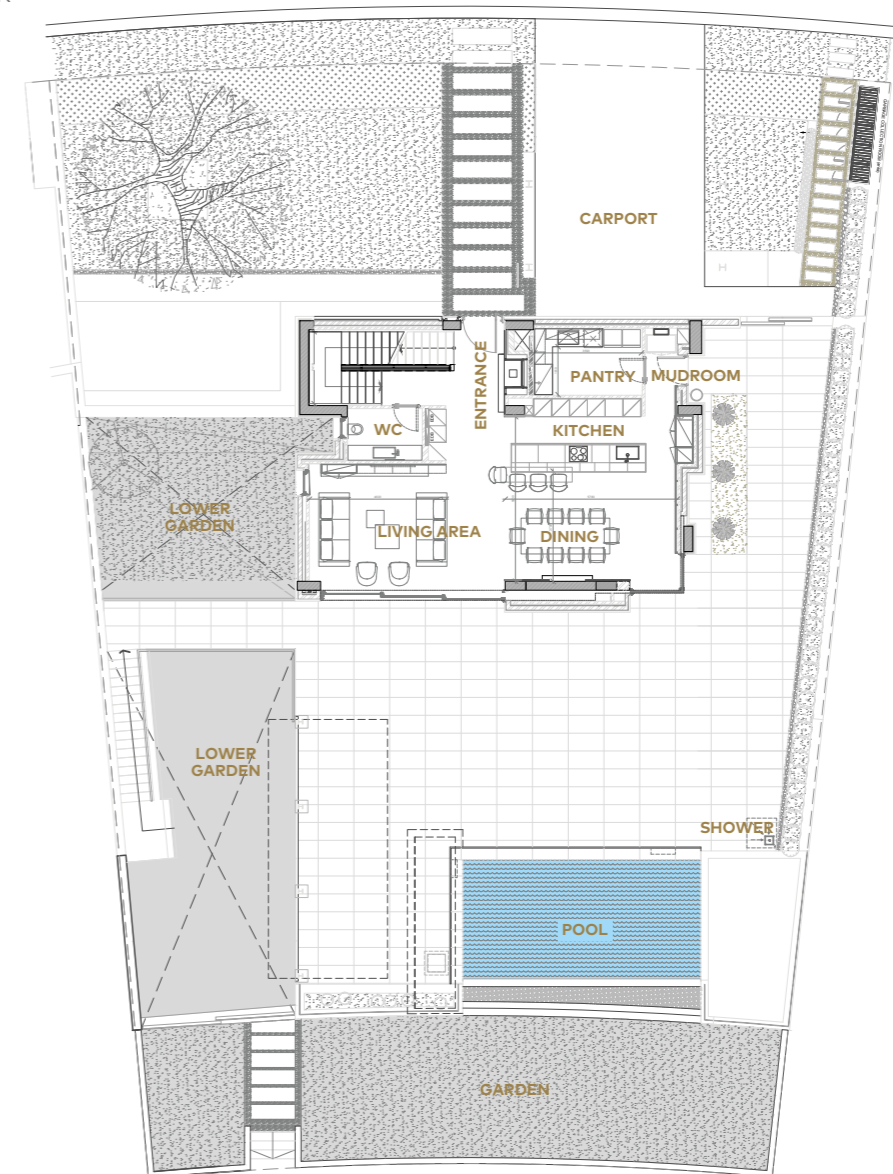 CARPORT
ENTRANCE
PANTRY
MUDROOM
WC
KITCHEN
LOWER
GARDEN
LIVING AREA
DINING
LOWER
GARDEN
SHOWER
POOL
GARDEN